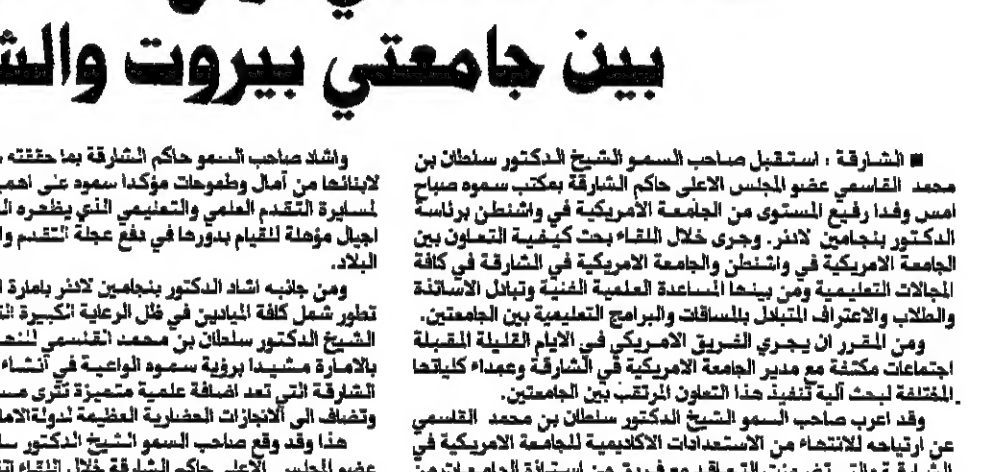 بين جامعتي بيروت والش
■ الشارقة : استقبل صاحب السمو الشيخ الدكتور سلطان بن
محمد القاسمي عضو المجلس الاعلى حاكم الشارقة بمكتب سموه صباح
امس وفدا رفيع المستوى من الجامعة الامريكية في واشنطن برئاسة
الدكتور بنجامين لادنر. وجرى خلال اللقاء بحث كيفية التعاون بين
الجامعة الامريكية في واشنطن والجامعة الامريكية في الشارقة في كافة
المجالات التعليمية ومن بينها المساعدة العلمية الفنية وتبادل الاساتذة
والطلاب والاعتراف المتبادل بالمساقات والبرامج التعليمية بين الجامعتين.
ومن المقرر ان يجري الفريق الامريكي في الايام القليلة المقبلة
اجتماعات مكثفة مع مدير الجامعة الامريكية في الشارقة وعمداء كلياتها
المختلفة لبحث آلية تنفيذ هذا التعاون المرتقب بين الجامعتين.
وقد اعرب صاحب السمو الشيخ الدكتور سلطان بن محمد القاسمي
عن ارتياحه للانتهاء من الاستعدادات الاكاديمية للجامعة الامريكية في
واشاد صاحب السمو حاكم الشارقة بما حققته
لابنائها من آمال وطموحات مؤكدا سموه على اهم
لمسايرة التقدم العلمي والتعليمي الذي يظهره ال
اجيال مؤهلة للقيام بدورها في دفع عجلة التقدم وا
البلاد.
ومن جانبه اشاد الدكتور بنجامين لادنر بامارة ا
تطور شمل كافة الميادين في ظل الرعاية الكبيرة الت
الشيخ الدكتور سلطان بن محمد القاسمي للنه
بالامارة مشيدا برؤية سموه الواعية في انشاء
الشارقة التي تعد اضافة علمية متميزة تثرى مس
وتضاف الى الانجازات الحضارية العظيمة لدولة الاما
هذا وقد وقع صاحب السمو الشيخ الدكتور سل
عضو المجلس الاعلى حاكم الشارقة خلال اللقاء